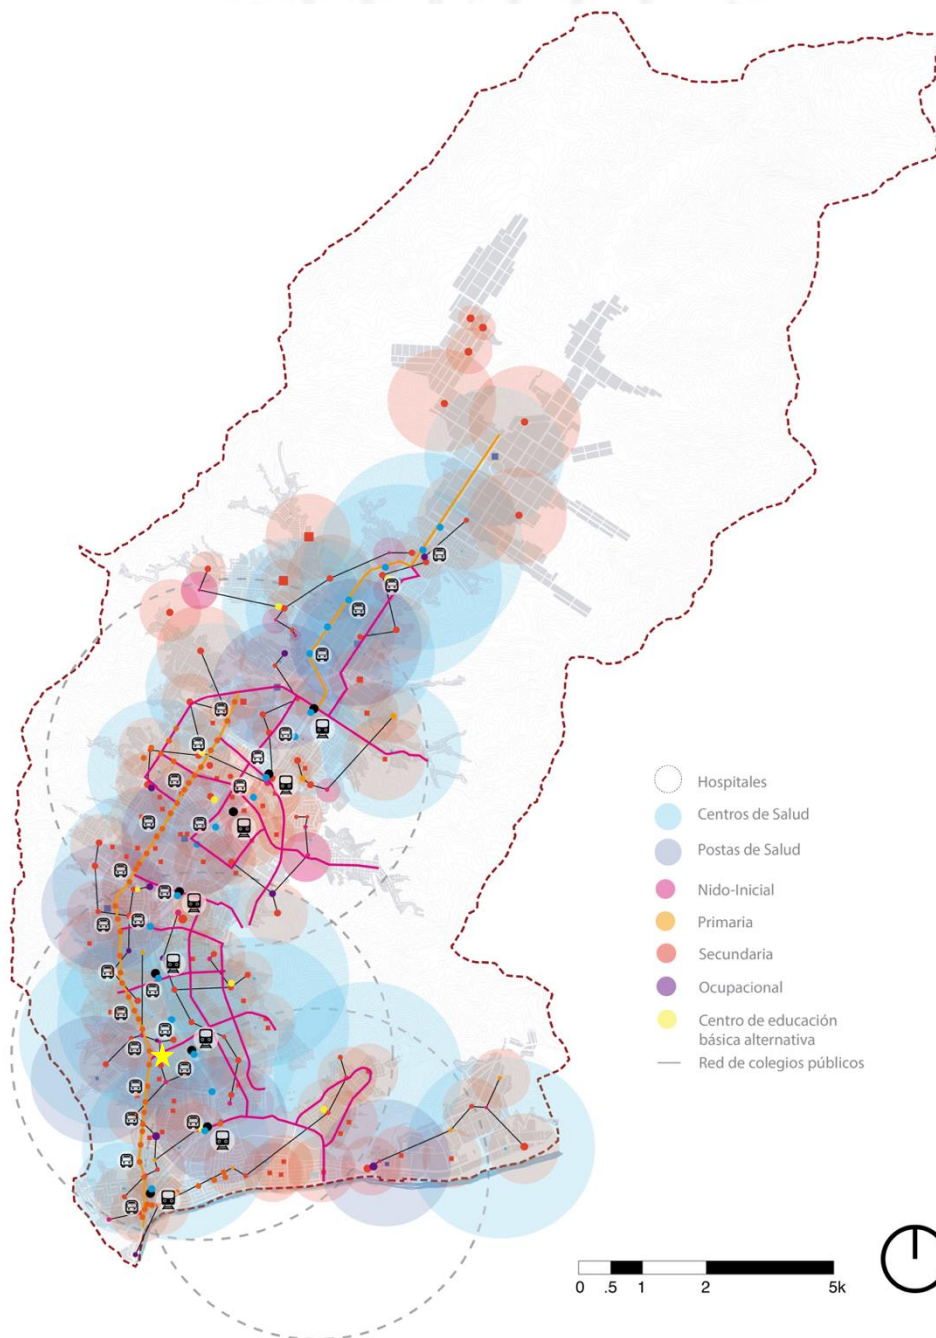 Hospitales
Centros de Salud
Postas de Salud
Nido-Inicial
Primaria
Secundaria
Ocupacional
Centro de educación
básica alternativa
Red de colegios públicos
0 .5 1 2 5k